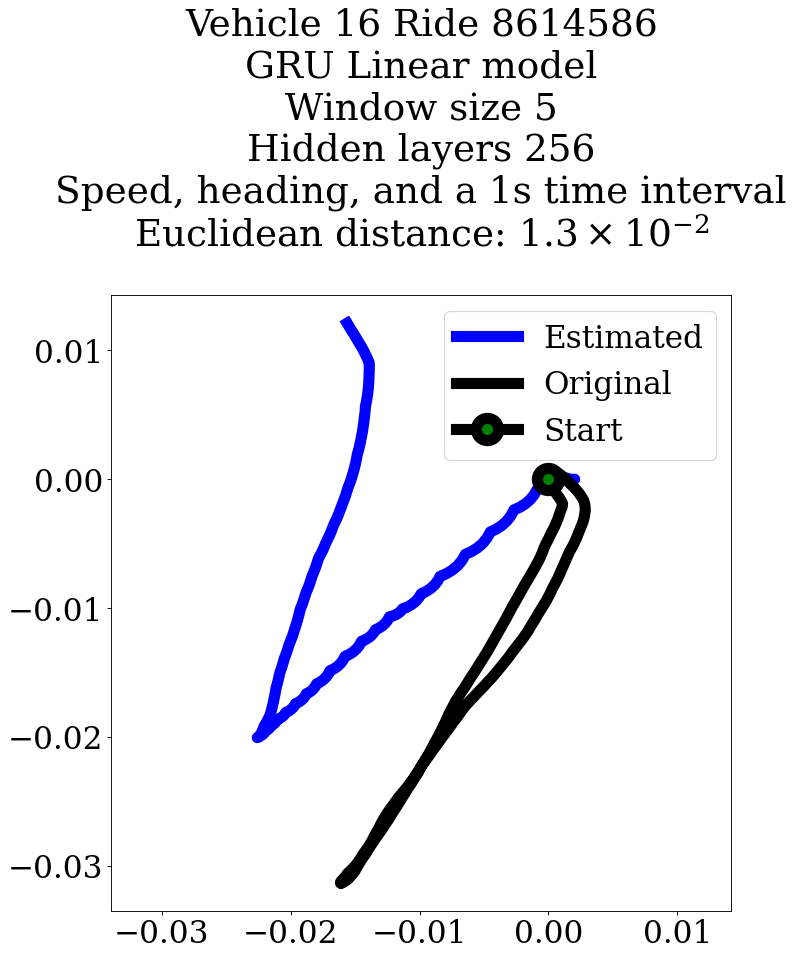 Vehicle 16 Ride 8614586
GRU Linear model
Window size 5
Hidden layers 256
Speed, heading, and a 1s time interval
Euclidean distance: 1.3 × 10⁻²
Estimated
Original
Start
0.01
0.00
−0.01
−0.02
−0.03
−0.03 −0.02 −0.01 0.00 0.01